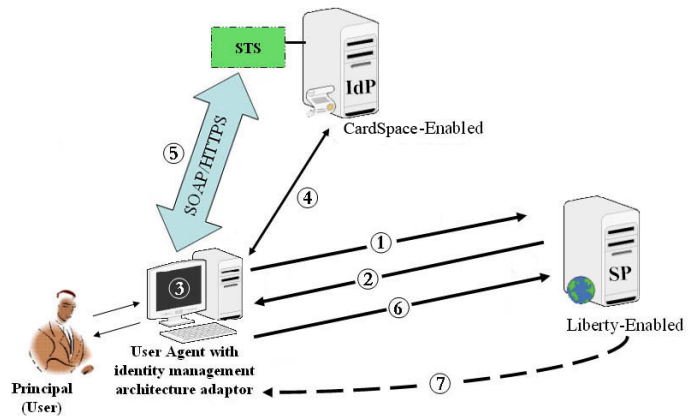 STS
IdP
CardSpace-Enabled
⑤
SOAP/HTTPS
④
①
②
③
⑥
SP
Liberty-Enabled
User Agent with
identity management
architecture adaptor
⑦
Principal
(User)